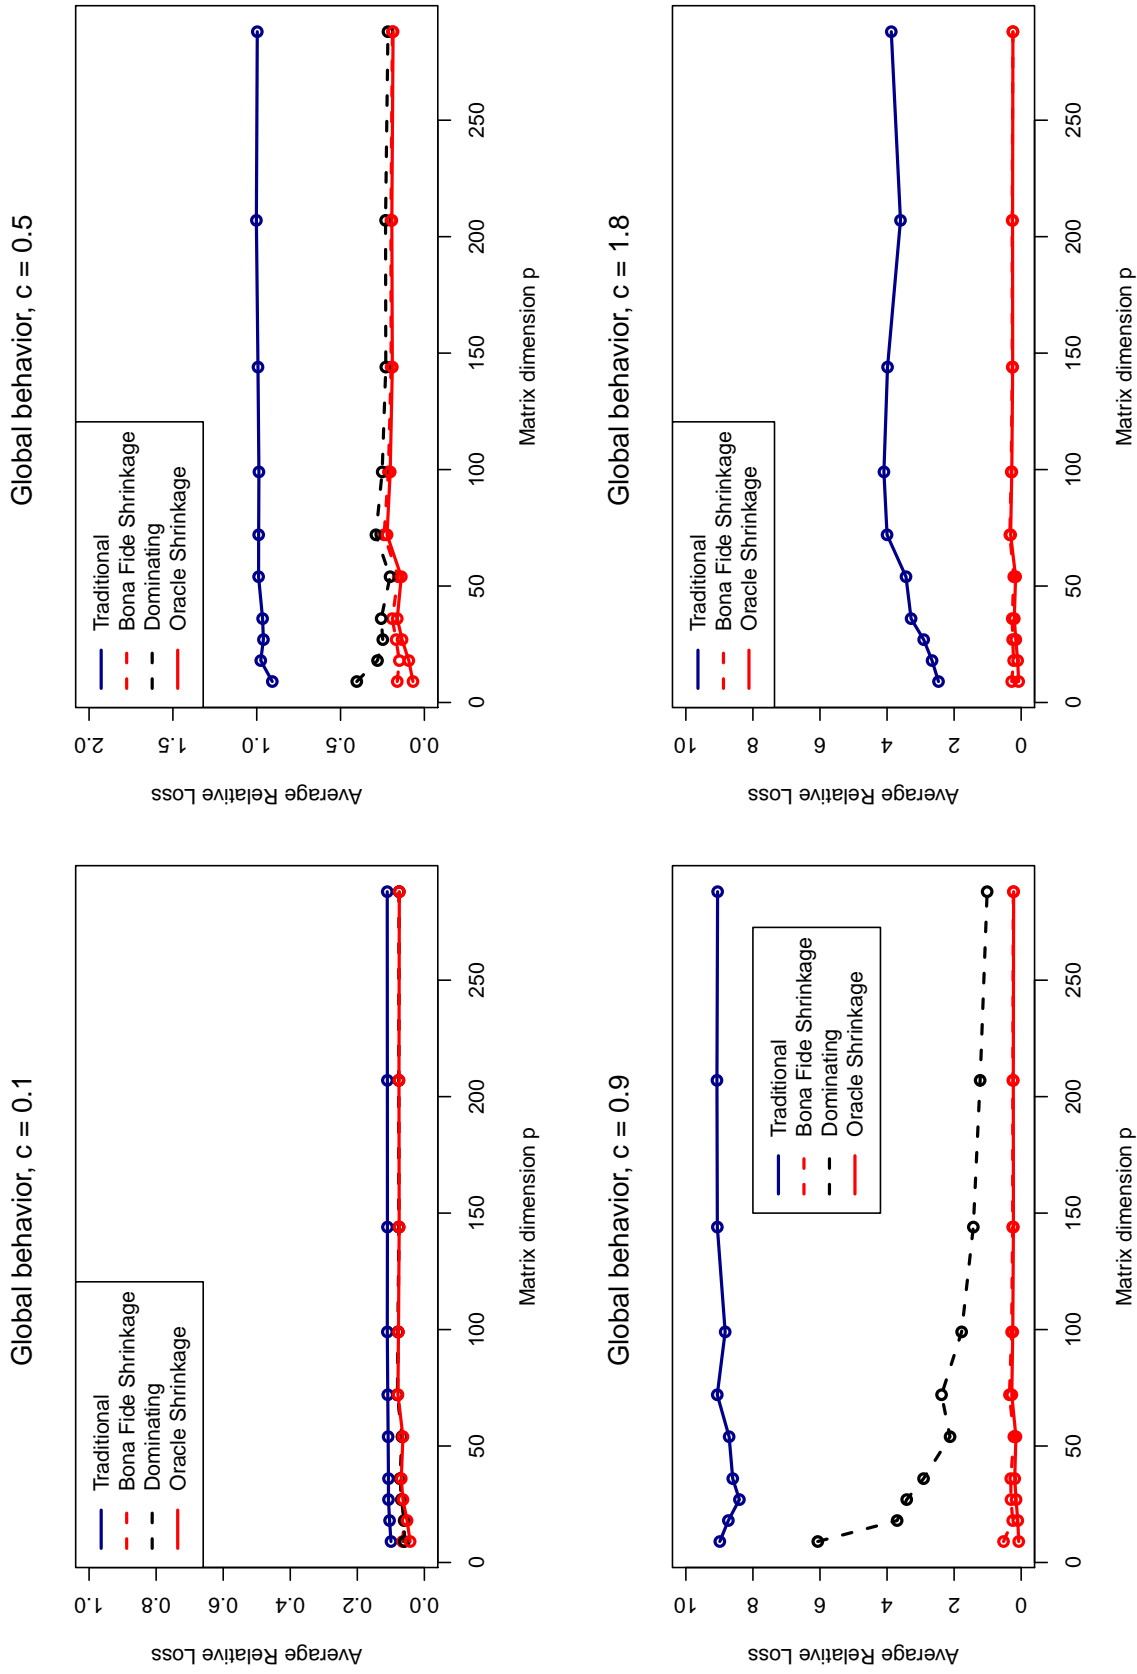 Global behavior, c = 0.1
Average Relative Loss
1.0
0.8
0.6
0.4
0.2
0.0
Traditional
Bona Fide Shrinkage
Dominating
Oracle Shrinkage
0 50 100 150 200 250
Matrix dimension p
Global behavior, c = 0.5
Average Relative Loss
2.0
1.5
1.0
0.5
0.0
Traditional
Bona Fide Shrinkage
Dominating
Oracle Shrinkage
0 50 100 150 200 250
Matrix dimension p
Global behavior, c = 0.9
Average Relative Loss
10
8
6
4
2
0
Traditional
Bona Fide Shrinkage
Dominating
Oracle Shrinkage
0 50 100 150 200 250
Matrix dimension p
Global behavior, c = 1.8
Average Relative Loss
10
8
6
4
2
0
Traditional
Bona Fide Shrinkage
Oracle Shrinkage
0 50 100 150 200 250
Matrix dimension p